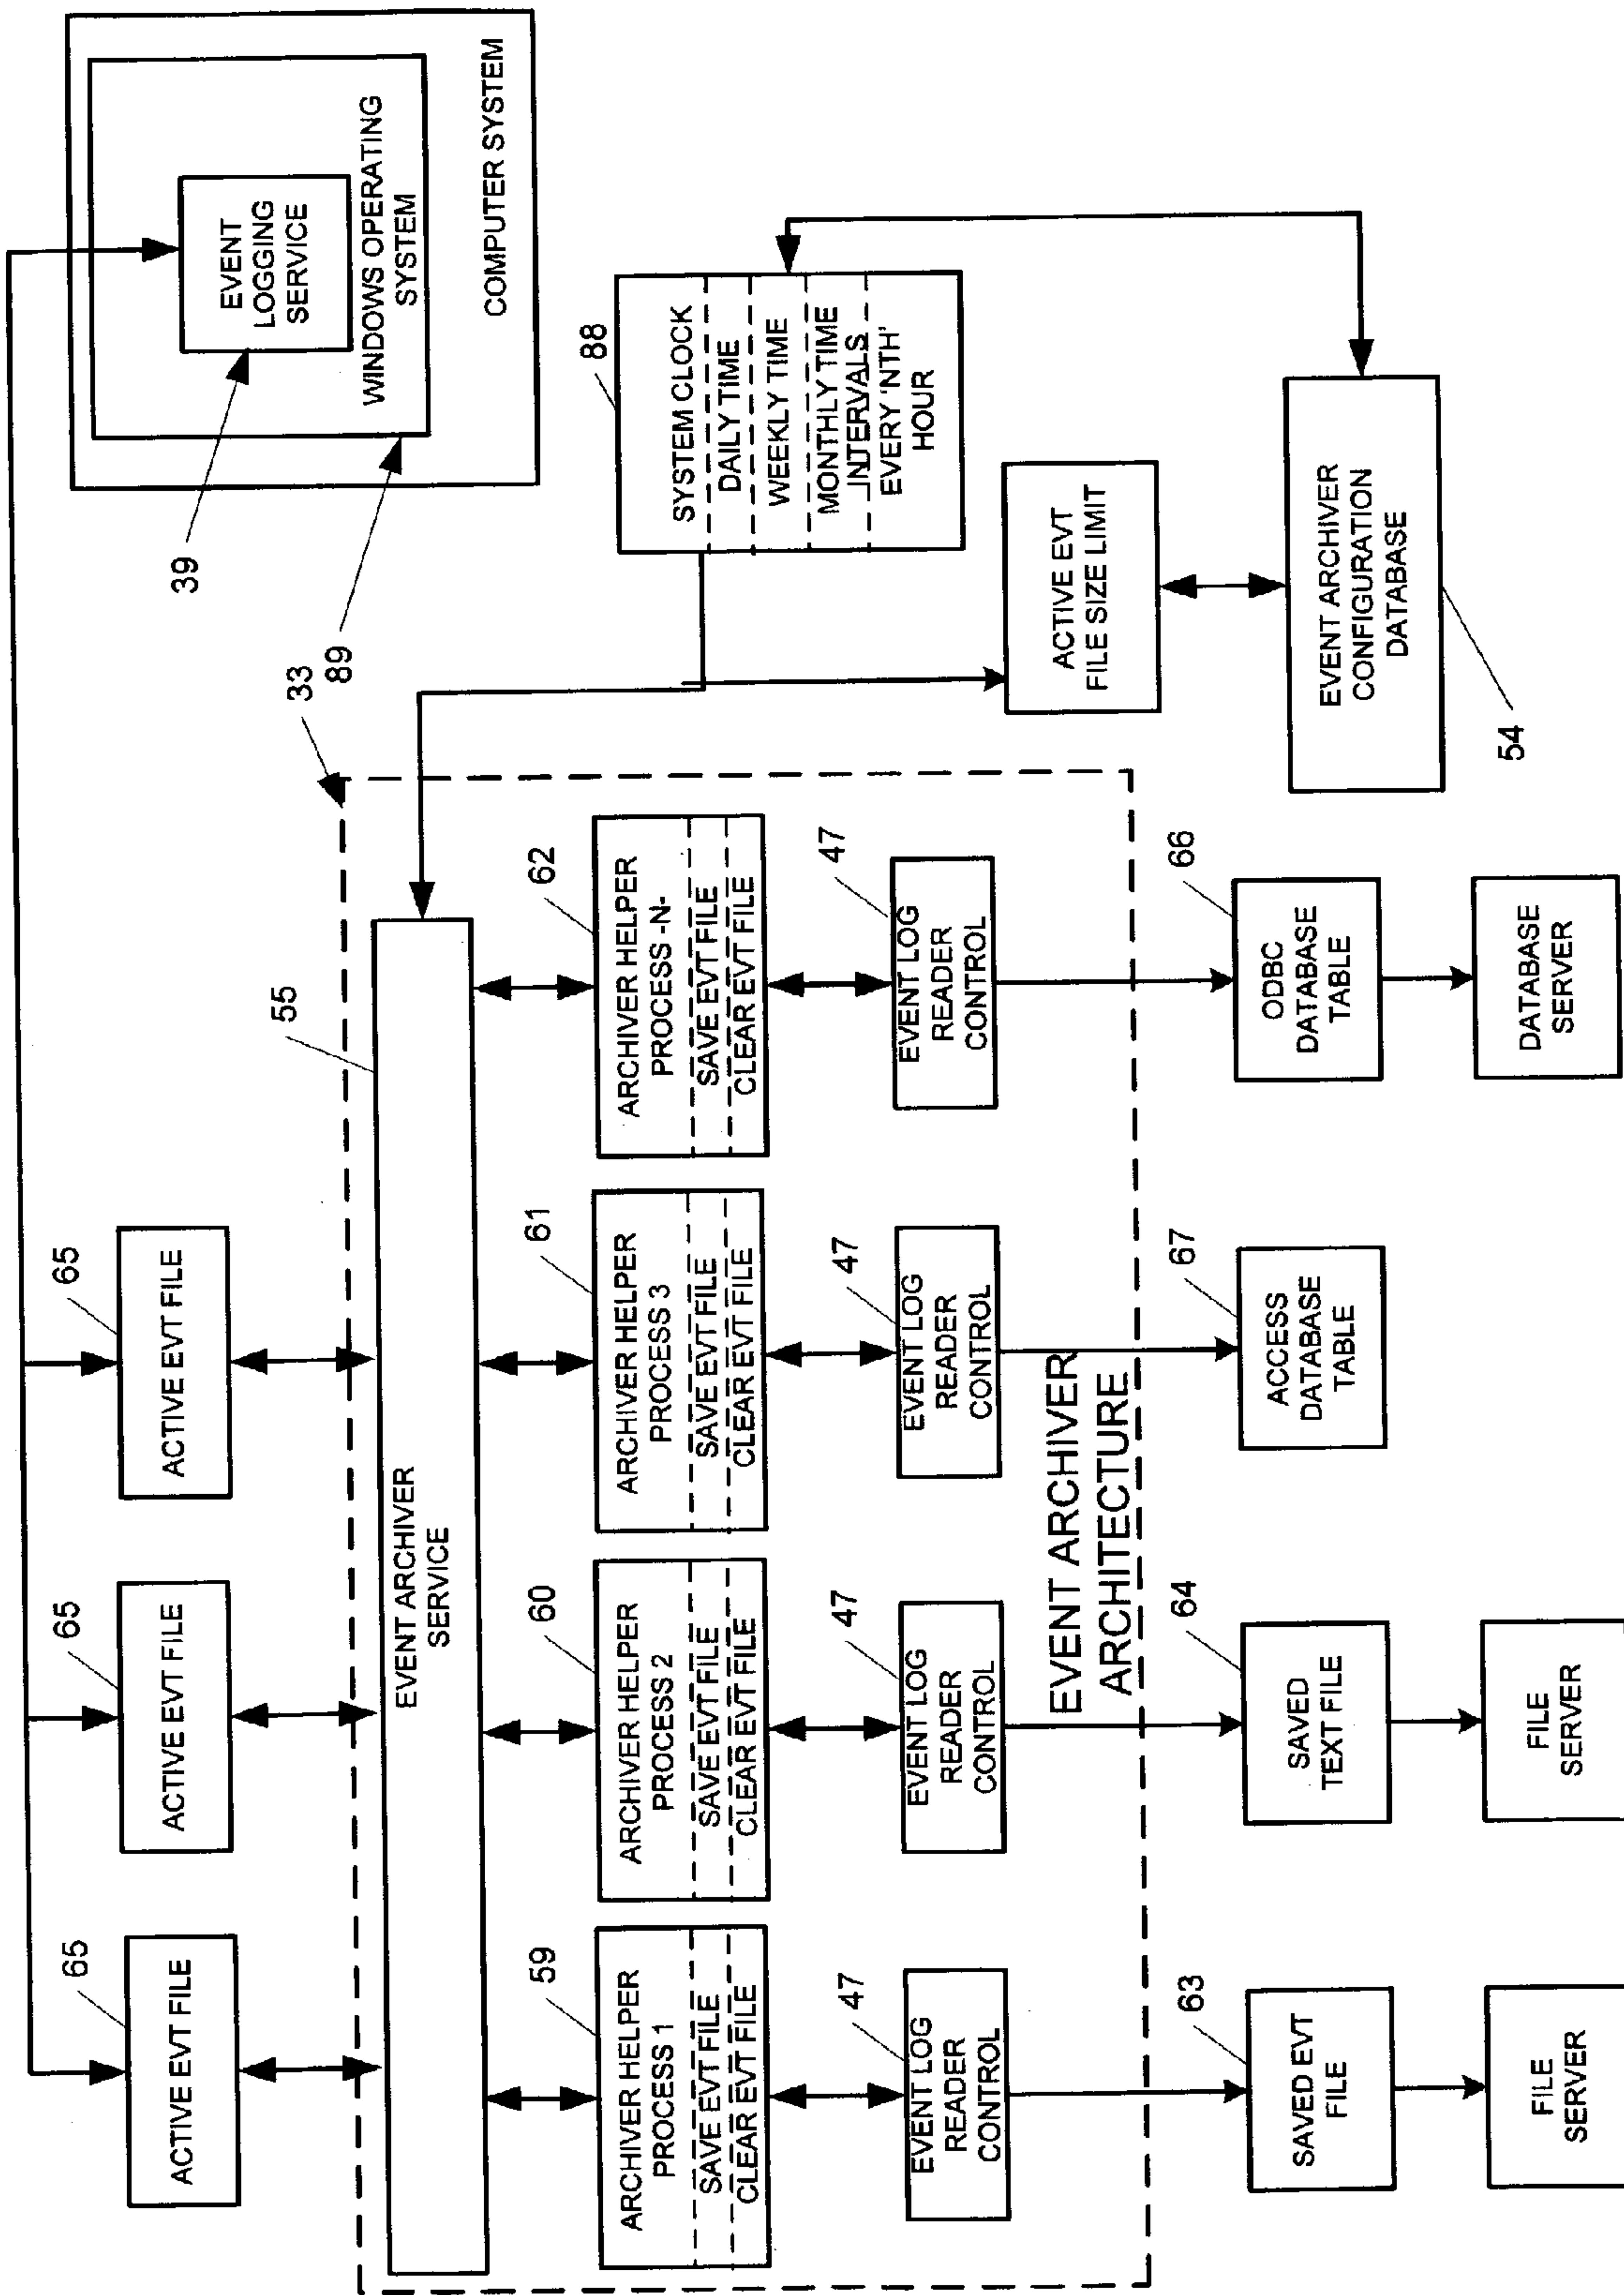 65
ACTIVE EVT FILE
65
ACTIVE EVT FILE
65
ACTIVE EVT FILE
39
EVENT
LOGGING
SERVICE
WINDOWS OPERATING
SYSTEM
COMPUTER SYSTEM
89
33
55
EVENT ARCHIVER
SERVICE
59
ARCHIVER HELPER
PROCESS 1
SAVE EVT FILE
CLEAR EVT FILE
60
ARCHIVER HELPER
PROCESS 2
SAVE EVT FILE
CLEAR EVT FILE
61
ARCHIVER HELPER
PROCESS 3
SAVE EVT FILE
CLEAR EVT FILE
62
ARCHIVER HELPER
PROCESS -N-
SAVE EVT FILE
CLEAR EVT FILE
88
SYSTEM CLOCK
DAILY TIME
WEEKLY TIME
MONTHLY TIME
INTERVALS
EVERY 'NTH'
HOUR
47
EVENT LOG
READER
CONTROL
47
EVENT LOG
READER
CONTROL
47
EVENT LOG
READER
CONTROL
47
EVENT LOG
READER
CONTROL
ACTIVE EVT
FILE SIZE LIMIT
EVENT ARCHIVER
ARCHITECTURE
63
SAVED EVT
FILE
64
SAVED
TEXT FILE
67
ACCESS
DATABASE
TABLE
66
ODBC
DATABASE
TABLE
EVENT ARCHIVER
CONFIGURATION
DATABASE
54
FILE
SERVER
FILE
SERVER
DATABASE
SERVER